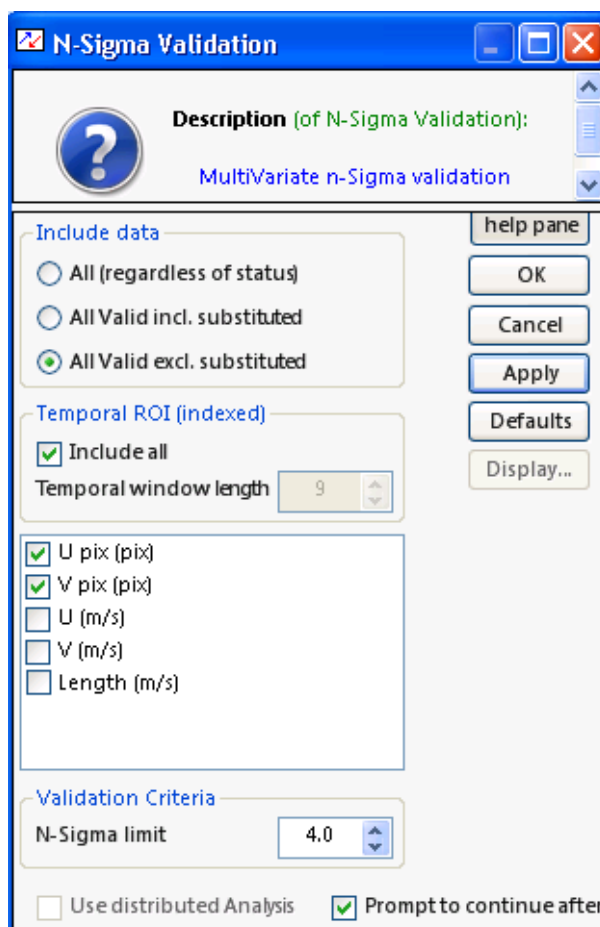 N-Sigma Validation
Description (of N-Sigma Validation):
MultiVariate n-Sigma validation
help pane
Include data
All (regardless of status)
OK
All Valid incl. substituted
Cancel
All Valid excl. substituted
Apply
Temporal ROI (indexed)
Defaults
Include all
Display...
Temporal window length 9
U pix (pix)
V pix (pix)
U (m/s)
V (m/s)
Length (m/s)
Validation Criteria
N-Sigma limit 4.0
Use distributed Analysis Prompt to continue after